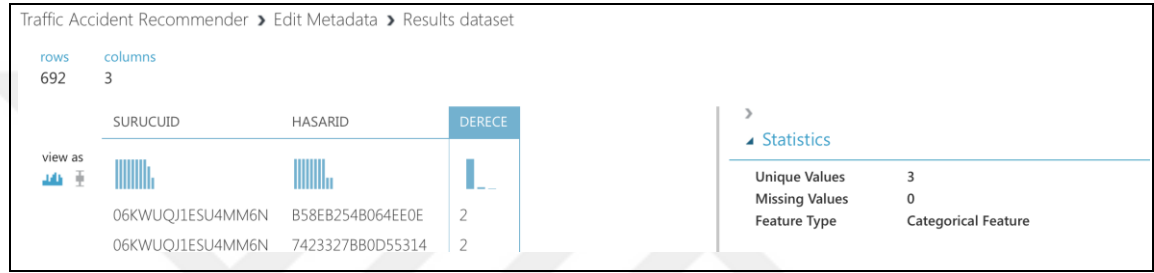 Traffic Accident Recommender › Edit Metadata › Results dataset
rows columns
692 3
SURUCUID HASARID DERECE
view as
06KWUQJ1ESU4MM6N B58EB254B064EE0E 2
06KWUQJ1ESU4MM6N 7423327BB0D55314 2
Statistics
Unique Values 3
Missing Values 0
Feature Type Categorical Feature